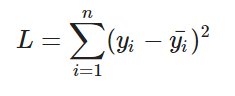 L = \sum_{i=1}^{n} (y_i - \bar{y_i})^2